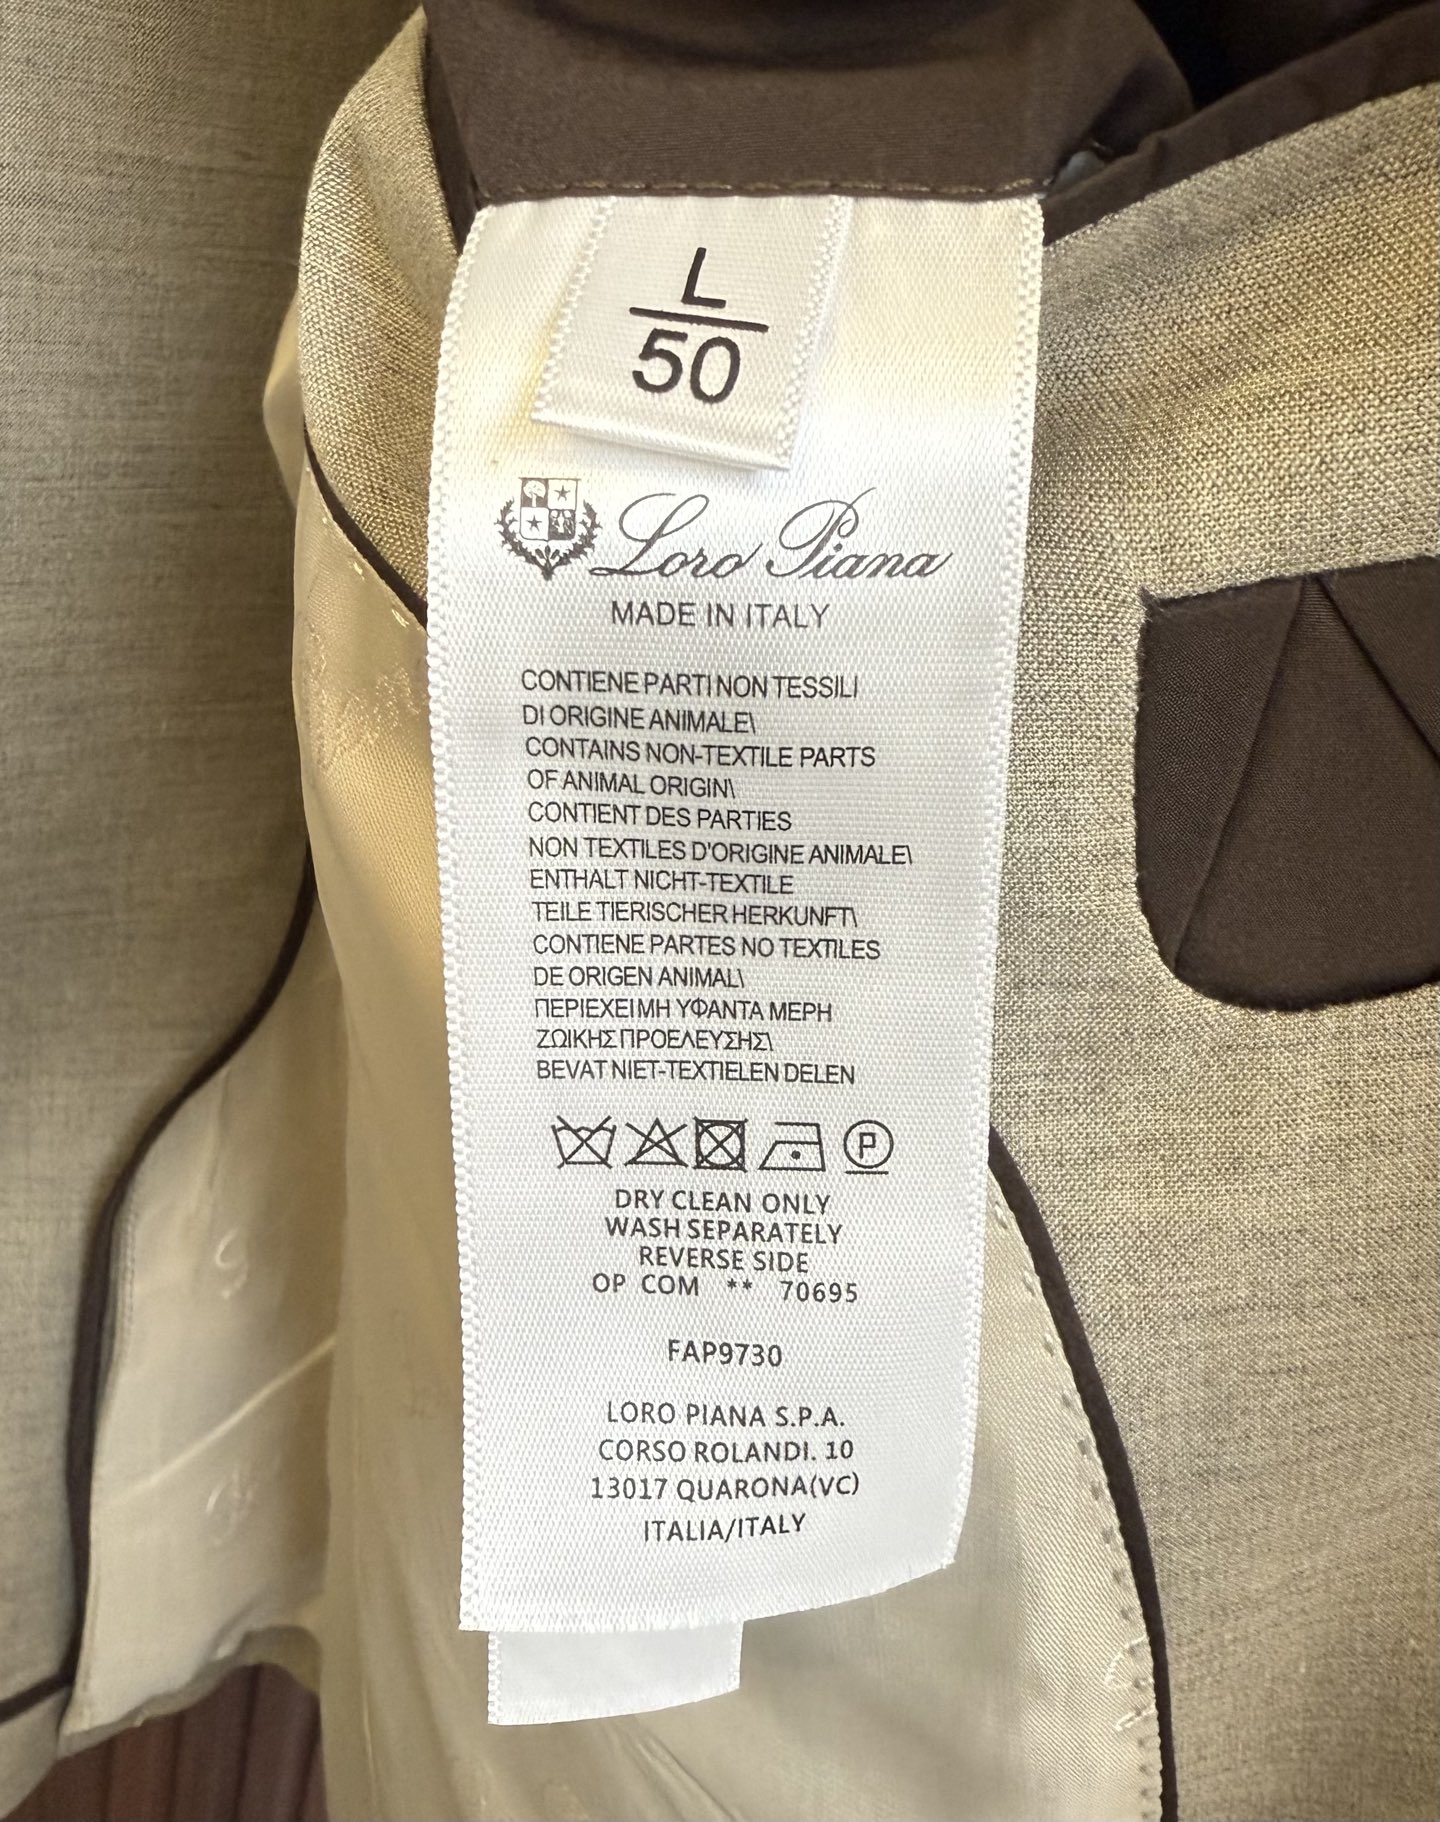 L
50
Loro Piana
MADE IN ITALY
CONTIENE PARTI NON TESSILI
DI ORIGINE ANIMALE\
CONTAINS NON-TEXTILE PARTS
OF ANIMAL ORIGIN\
CONTIENT DES PARTIES
NON TEXTILES D'ORIGINE ANIMALE\
ENTHALT NICHT-TEXTILE
TEILE TIERISCHER HERKUNFT\
CONTIENE PARTES NO TEXTILES
DE ORIGEN ANIMAL\
ΠΕΡΙΕΧΕΙ ΜΗ ΥΦΑΝΤΑ ΜΕΡΗ
ΖΩΙΚΗΣ ΠΡΟΕΛΕΥΣΗΣ\
BEVAT NIET-TEXTIELEN DELEN
P
DRY CLEAN ONLY
WASH SEPARATELY
REVERSE SIDE
OP COM ** 70695
FAP9730
LORO PIANA S.P.A.
CORSO ROLANDI. 10
13017 QUARONA(VC)
ITALIA/ITALY